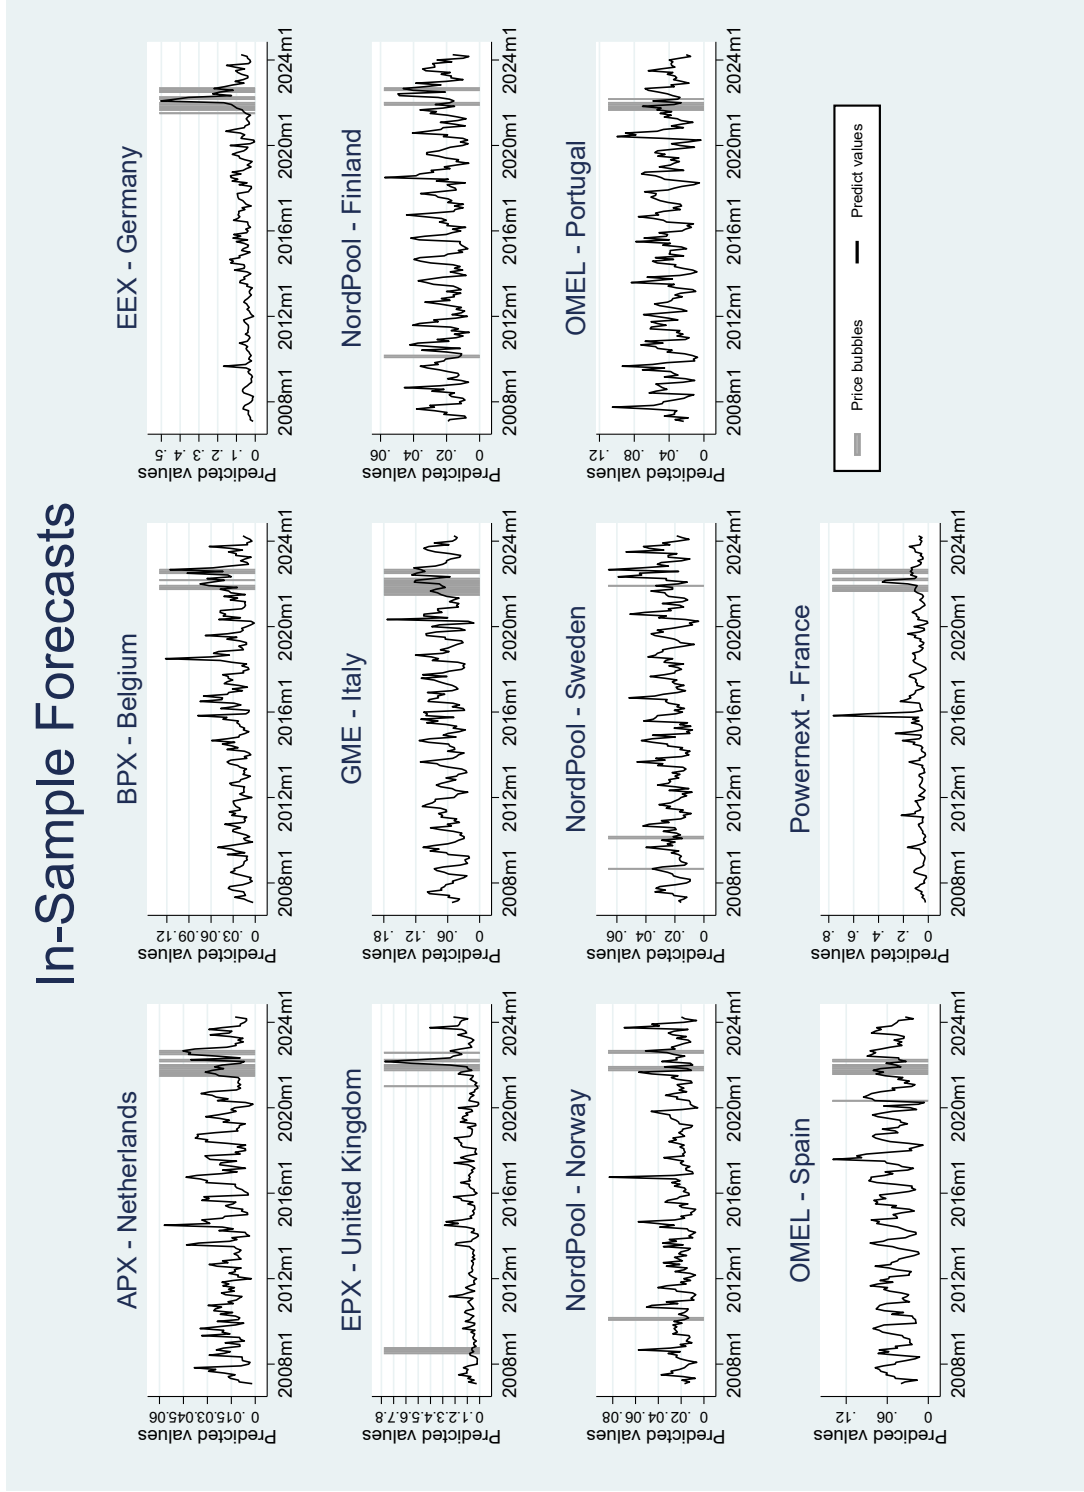 In-Sample Forecasts
APX - Netherlands
Predicted values
0 .015 .03 .045 .06
2008m1 2012m1 2016m1 2020m1 2024m1
BPX - Belgium
Predicted values
0 .03 .06 .09 .12
2008m1 2012m1 2016m1 2020m1 2024m1
EEX - Germany
Predicted values
0 .1 .2 .3 .4 .5
2008m1 2012m1 2016m1 2020m1 2024m1
EPX - United Kingdom
Predicted values
0 .1 .2 .3 .4 .5 .6 .7 .8
2008m1 2012m1 2016m1 2020m1 2024m1
GME - Italy
Predicted values
0 .06 .12 .18
2008m1 2012m1 2016m1 2020m1 2024m1
NordPool - Finland
Predicted values
0 .02 .04 .06
2008m1 2012m1 2016m1 2020m1 2024m1
NordPool - Norway
Predicted values
0 .02 .04 .06 .08
2008m1 2012m1 2016m1 2020m1 2024m1
NordPool - Sweden
Predicted values
0 .02 .04 .06
2008m1 2012m1 2016m1 2020m1 2024m1
OMEL - Portugal
Predicted values
0 .04 .08 .12
2008m1 2012m1 2016m1 2020m1 2024m1
OMEL - Spain
Prediced values
0 .06 .12
2008m1 2012m1 2016m1 2020m1 2024m1
Powernext - France
Predicted values
0 .2 .4 .6 .8
2008m1 2012m1 2016m1 2020m1 2024m1
Price bubbles Predict values